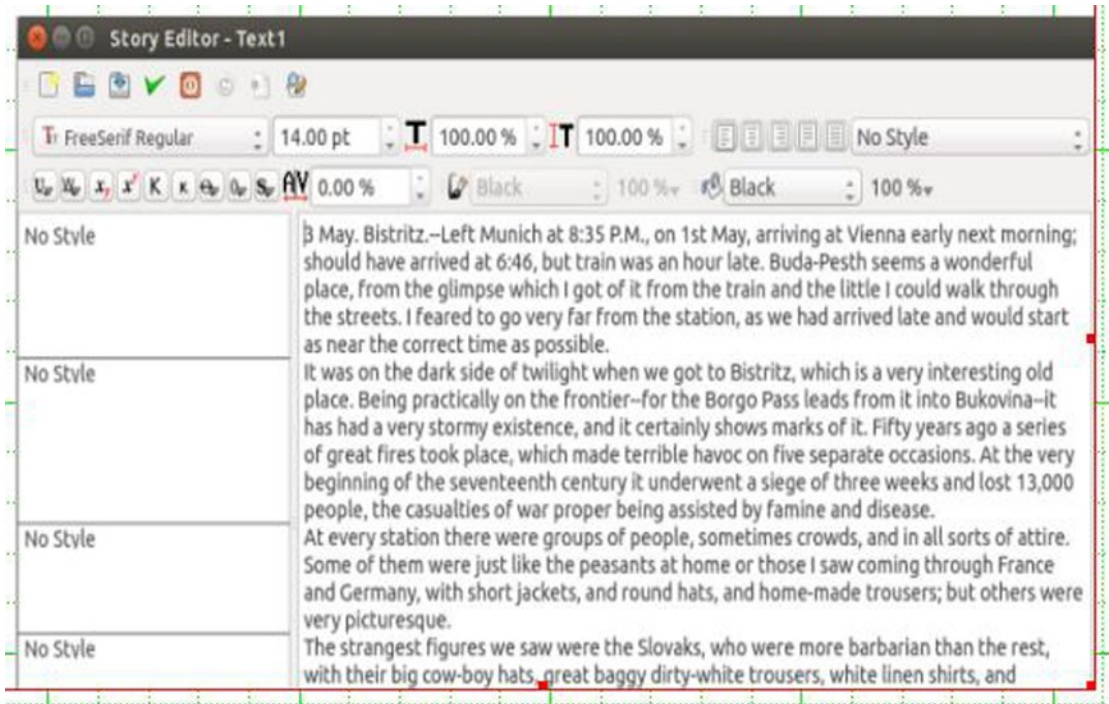 Story Editor - Text1
FreeSerif Regular 14.00 pt 100.00 % 100.00 % No Style
0.00 % Black 100 % Black 100 %
No Style
3 May. Bistritz.--Left Munich at 8:35 P.M., on 1st May, arriving at Vienna early next morning;
should have arrived at 6:46, but train was an hour late. Buda-Pesth seems a wonderful
place, from the glimpse which I got of it from the train and the little I could walk through
the streets. I feared to go very far from the station, as we had arrived late and would start
as near the correct time as possible.
No Style
It was on the dark side of twilight when we got to Bistritz, which is a very interesting old
place. Being practically on the frontier--for the Borgo Pass leads from it into Bukovina--it
has had a very stormy existence, and it certainly shows marks of it. Fifty years ago a series
of great fires took place, which made terrible havoc on five separate occasions. At the very
beginning of the seventeenth century it underwent a siege of three weeks and lost 13,000
people, the casualties of war proper being assisted by famine and disease.
No Style
At every station there were groups of people, sometimes crowds, and in all sorts of attire.
Some of them were just like the peasants at home or those I saw coming through France
and Germany, with short jackets, and round hats, and home-made trousers; but others were
very picturesque.
No Style
The strangest figures we saw were the Slovaks, who were more barbarian than the rest,
with their big cow-boy hats, great baggy dirty-white trousers, white linen shirts, and